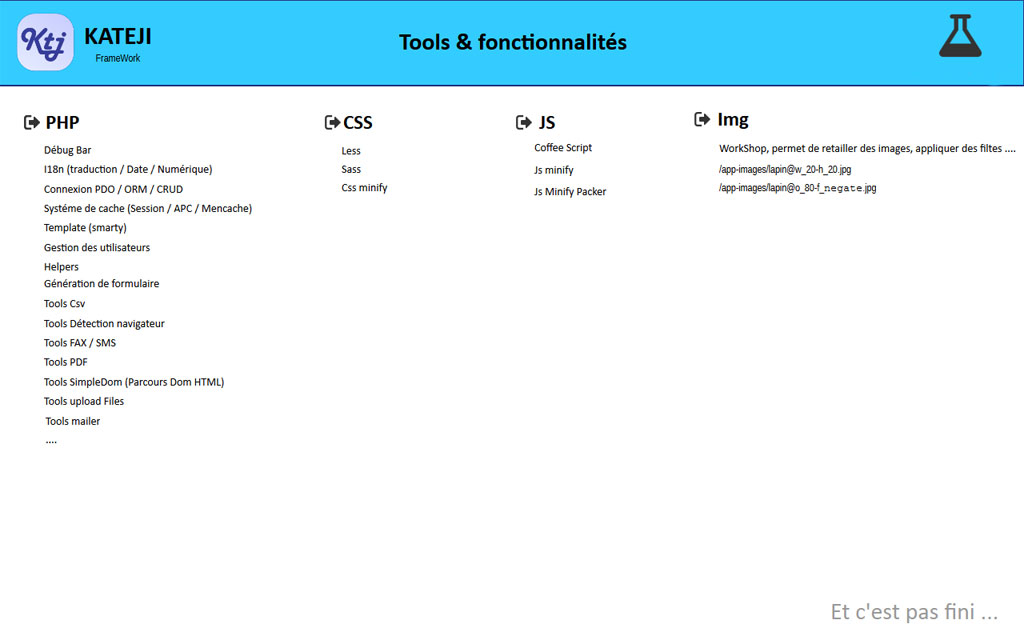 Ktj
KATEJI
FrameWork
Tools & fonctionnalités
PHP
Débug Bar
I18n (traduction / Date / Numérique)
Connexion PDO / ORM / CRUD
Systéme de cache (Session / APC / Mencache)
Template (smarty)
Gestion des utilisateurs
Helpers
Génération de formulaire
Tools Csv
Tools Détection navigateur
Tools FAX / SMS
Tools PDF
Tools SimpleDom (Parcours Dom HTML)
Tools upload Files
Tools mailer
....
CSS
Less
Sass
Css minify
JS
Coffee Script
Js minify
Js Minify Packer
Img
WorkShop, permet de retailler des images, appliquer des filtes ....
/app-images/lapin@w_20-h_20.jpg
/app-images/lapin@o_80-f_negate.jpg
Et c'est pas fini ...